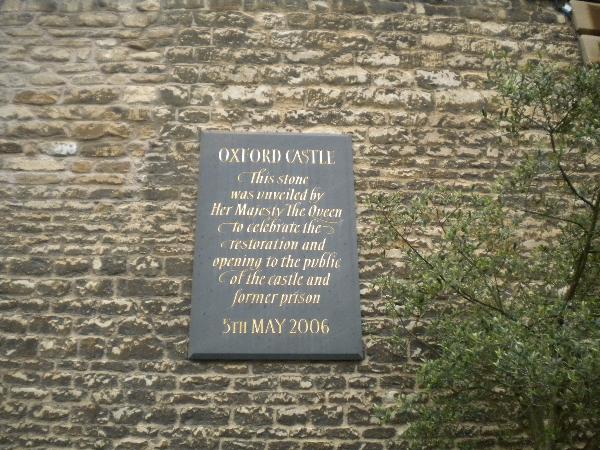 OXFORD CASTLE
This stone
was unveiled by
Her Majesty The Queen
to celebrate the
restoration and
opening to the public
of the castle and
former prison
5TH MAY 2006